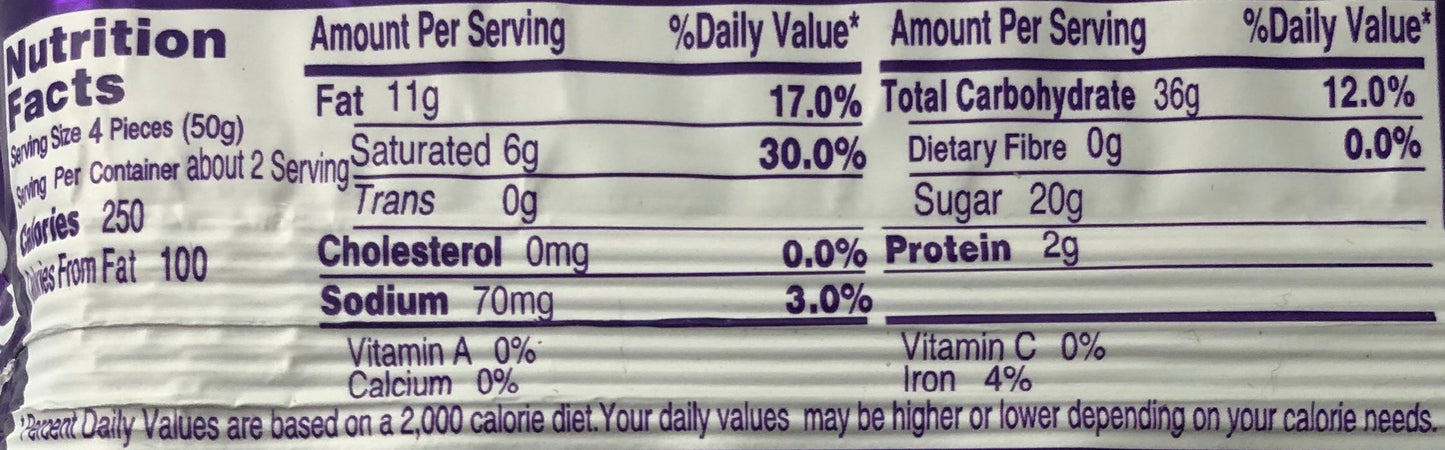 Nutrition
Facts
Serving Size 4 Pieces (50g)
Serving Per Container about 2 Serving
Calories 250
Calories From Fat 100
Amount Per Serving %Daily Value*
Fat 11g 17.0%
Saturated 6g 30.0%
Trans 0g
Cholesterol 0mg 0.0%
Sodium 70mg 3.0%
Amount Per Serving %Daily Value*
Total Carbohydrate 36g 12.0%
Dietary Fibre 0g 0.0%
Sugar 20g
Protein 2g
Vitamin A 0%
Calcium 0%
Vitamin C 0%
Iron 4%
*Percent Daily Values are based on a 2,000 calorie diet. Your daily values may be higher or lower depending on your calorie needs.